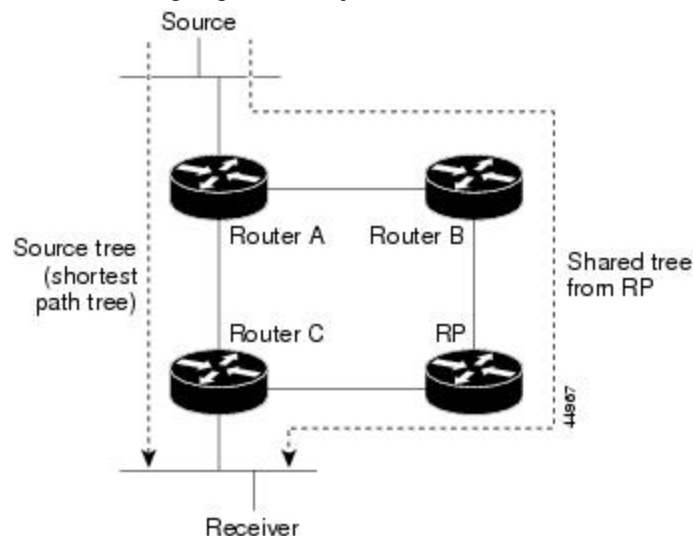 Source
Router A
Router B
Source tree
(shortest
path tree)
Shared tree
from RP
Router C
RP
44967
Receiver